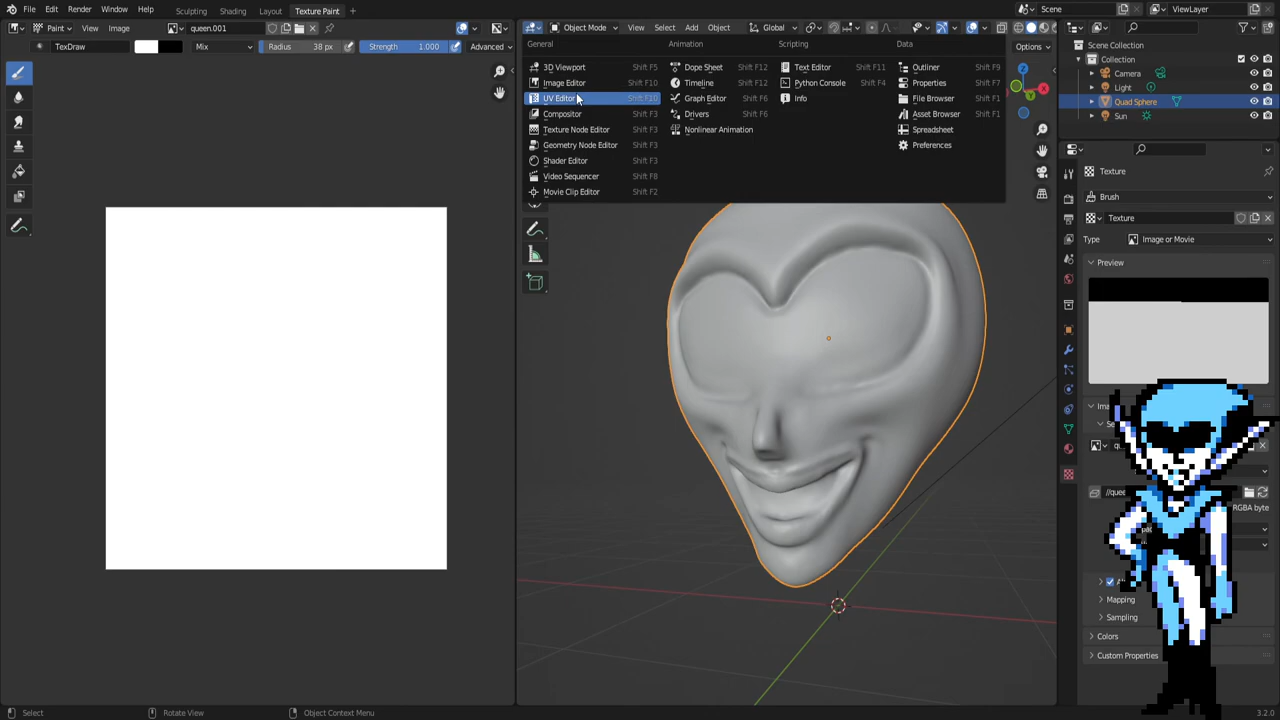 File Edit Render Window Help Sculpting Shading Layout Texture Paint + Scene ViewLayer
Paint View Image queen.001 Object Mode View Select Add Object Global
TexDraw Mix Radius 38 px Strength 1.000 Advanced Options
General Animation Scripting Data
3D Viewport Shift F5 Dope Sheet Shift F12 Text Editor Shift F11 Outliner Shift F9
Image Editor Shift F10 Timeline Shift F12 Python Console Shift F4 Properties Shift F7
UV Editor Shift F10 Graph Editor Shift F6 Info File Browser Shift F1
Compositor Shift F3 Drivers Shift F6 Asset Browser Shift F1
Texture Node Editor Shift F3 Nonlinear Animation Spreadsheet
Geometry Node Editor Shift F3 Preferences
Shader Editor Shift F3
Video Sequencer Shift F8
Movie Clip Editor Shift F2
Scene Collection
Collection
Camera
Light
Quad Sphere
Sun
Texture
Brush
Texture
Type Image or Movie
Preview
//quee
RGBA byte
Mapping
Sampling
Colors
Custom Properties
Select Rotate View Object Context Menu 3.2.0